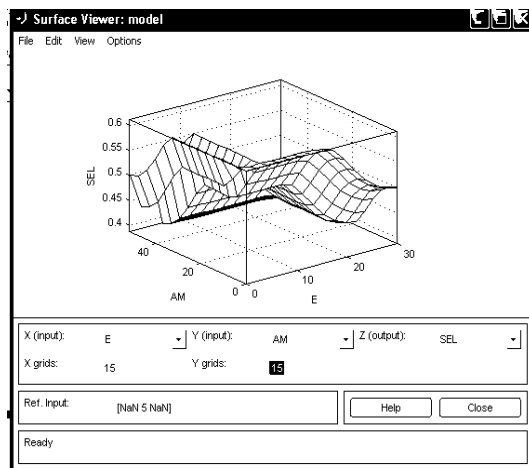 Surface Viewer: model
File Edit View Options
0.6
0.55
0.5
0.45
0.4
SEL
40
20
0
AM
0
10
20
30
E
X (input): E Y (input): AM Z (output): SEL
X grids: 15 Y grids: 15
Ref. Input: [NaN 5 NaN] Help Close
Ready